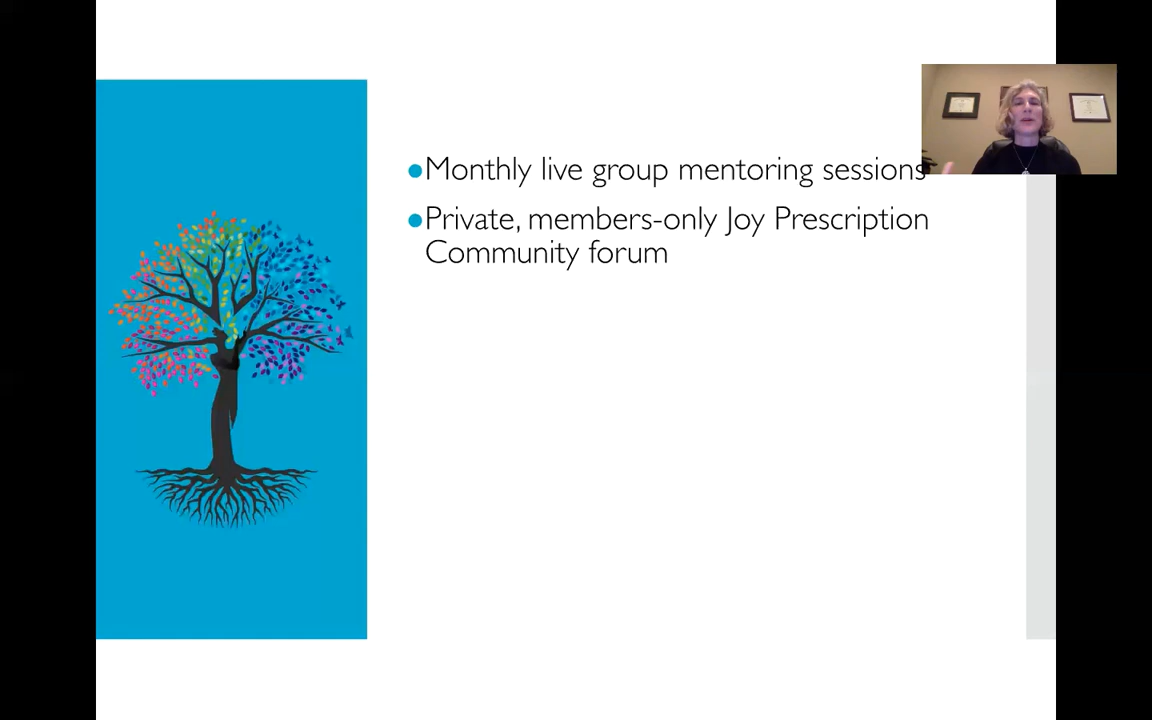 ●Monthly live group mentoring sessions
●Private, members-only Joy Prescription
Community forum